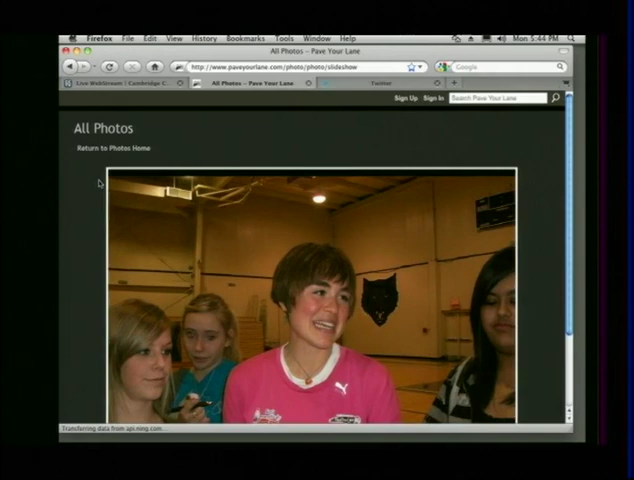 Firefox File Edit View History Bookmarks Tools Window Help Mon 5:44 PM
All Photos – Pave Your Lane
http://www.paveyourlane.com/photo/photo/slideshow
Google
Live WebStream | Cambridge C... All Photos – Pave Your Lane Twitter
Sign Up Sign In Search Pave Your Lane
All Photos
Return to Photos Home
Transferring data from api.ning.com...